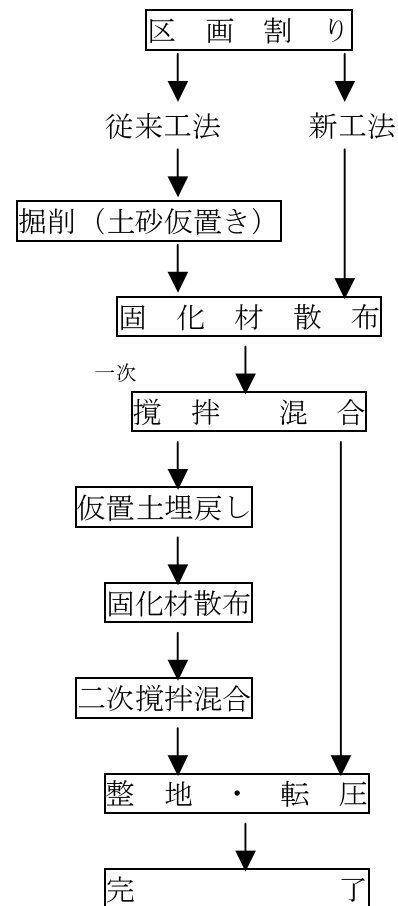 区画割り
従来工法
新工法
掘削（土砂仮置き）
固化材散布
一次
撹拌 混合
仮置土埋戻し
固化材散布
二次撹拌混合
整地・転圧
完了